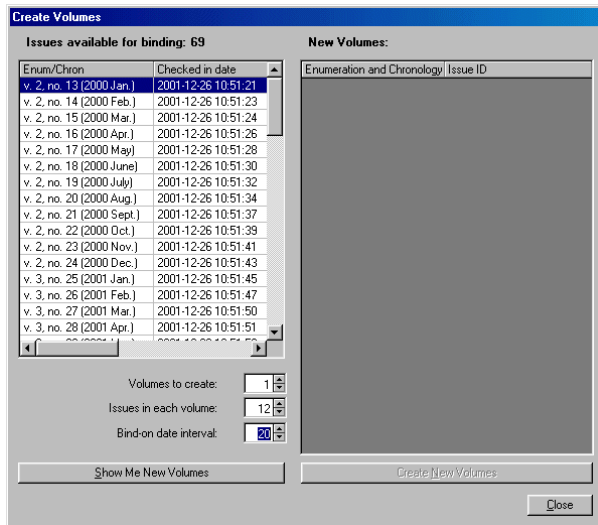 Create Volumes
Issues available for binding: 69
New Volumes:
Enum/Chron Checked in date
v. 2, no. 13 (2000 Jan.) 2001-12-26 10:51:21
v. 2, no. 14 (2000 Feb.) 2001-12-26 10:51:23
v. 2, no. 15 (2000 Mar.) 2001-12-26 10:51:24
v. 2, no. 16 (2000 Apr.) 2001-12-26 10:51:26
v. 2, no. 17 (2000 May) 2001-12-26 10:51:28
v. 2, no. 18 (2000 June) 2001-12-26 10:51:30
v. 2, no. 19 (2000 July) 2001-12-26 10:51:32
v. 2, no. 20 (2000 Aug.) 2001-12-26 10:51:34
v. 2, no. 21 (2000 Sept.) 2001-12-26 10:51:37
v. 2, no. 22 (2000 Oct.) 2001-12-26 10:51:39
v. 2, no. 23 (2000 Nov.) 2001-12-26 10:51:41
v. 2, no. 24 (2000 Dec.) 2001-12-26 10:51:43
v. 3, no. 25 (2001 Jan.) 2001-12-26 10:51:45
v. 3, no. 26 (2001 Feb.) 2001-12-26 10:51:47
v. 3, no. 27 (2001 Mar.) 2001-12-26 10:51:50
v. 3, no. 28 (2001 Apr.) 2001-12-26 10:51:51
Enumeration and Chronology Issue ID
Volumes to create: 1
Issues in each volume: 12
Bind-on date interval: 20
Show Me New Volumes
Create New Volumes
Close